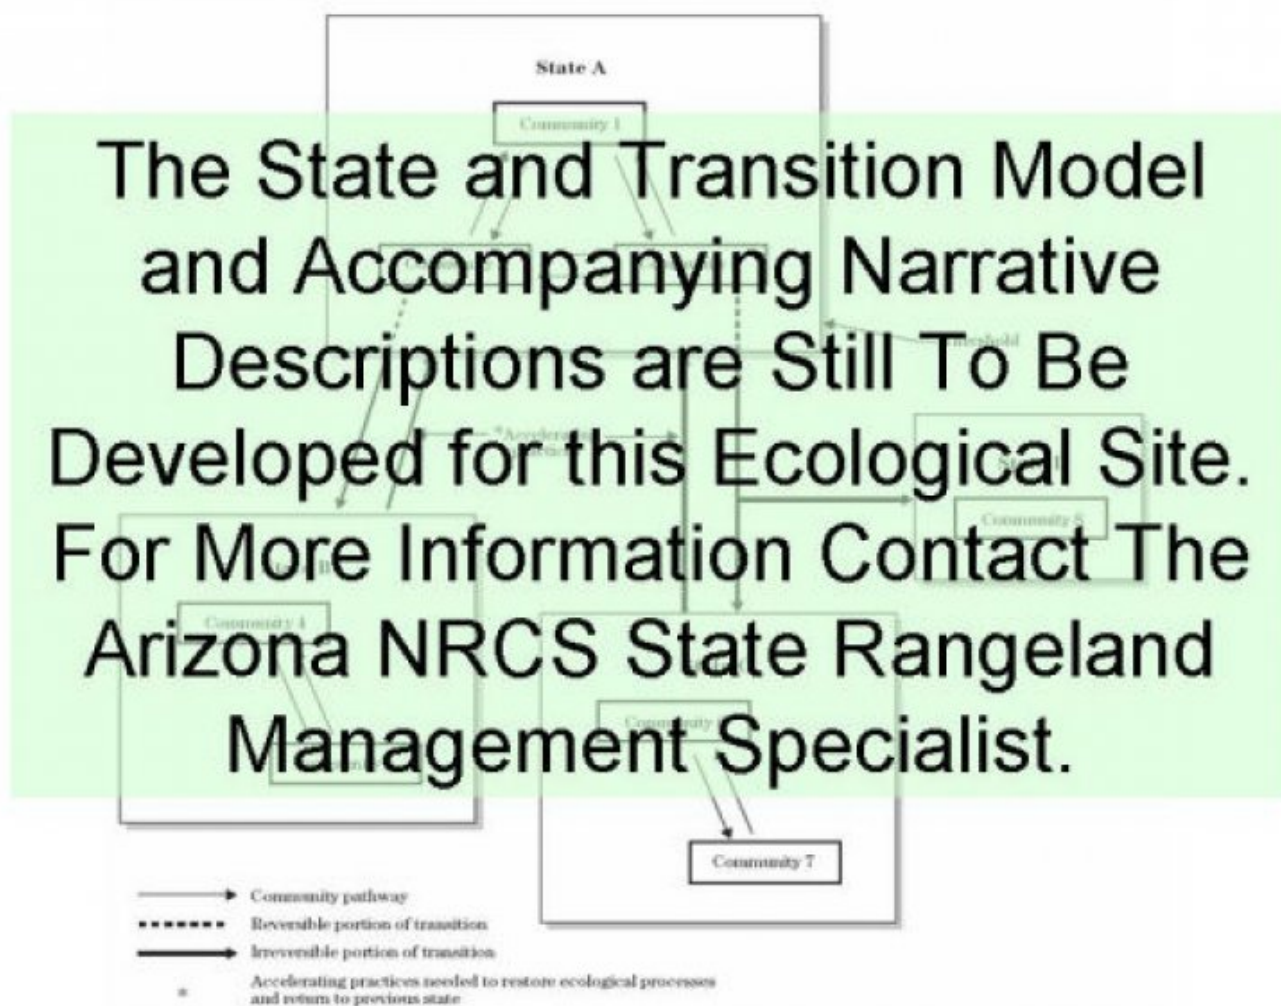 State A
Community 1
The State and Transition Model
and Accompanying Narrative
Descriptions are Still To Be
Developed for this Ecological Site.
Community 8
For More Information Contact The
Community 4
Arizona NRCS State Rangeland
Community
Management Specialist.
Community 7
Community pathway
Reversible portion of transition
Irreversible portion of transition
* Accelerating practices needed to restore ecological processes
and return to previous state